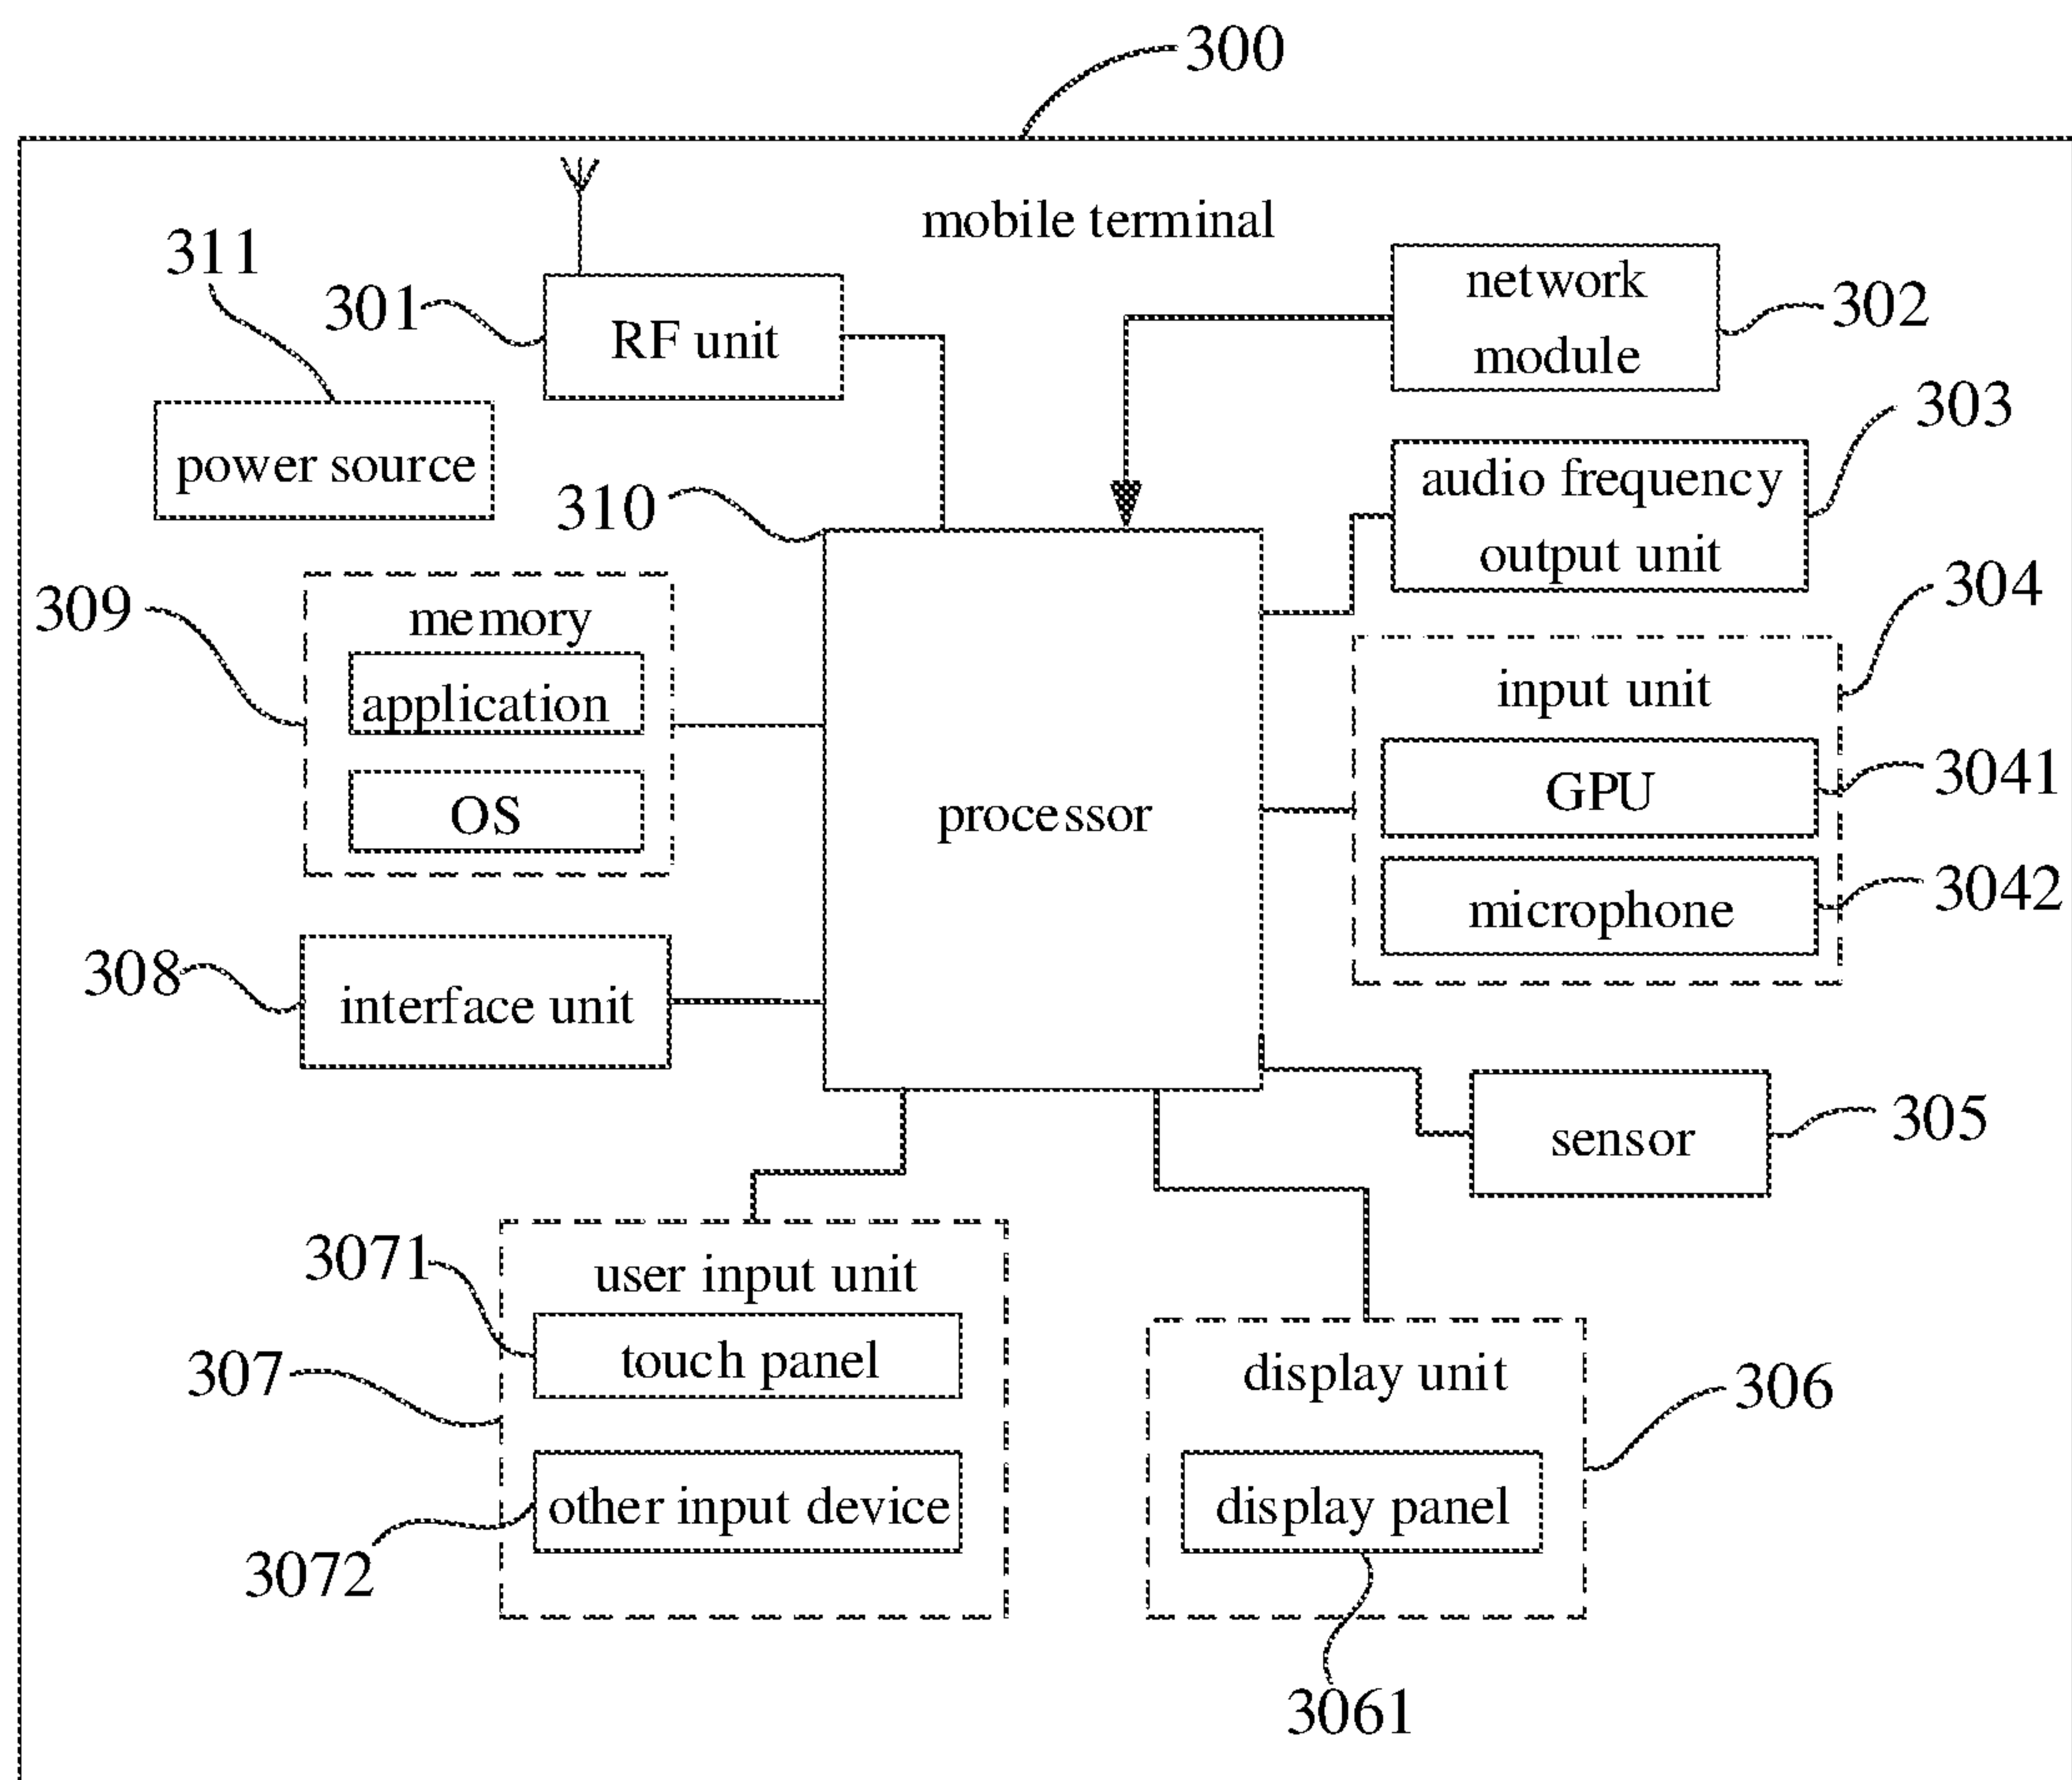 300
mobile terminal
311
301
RF unit
network
module
302
303
power source
310
audio frequency
output unit
304
309
memory
application
OS
processor
input unit
GPU
3041
microphone
3042
308
interface unit
sensor
305
3071
user input unit
touch panel
307
other input device
3072
display unit
306
display panel
3061